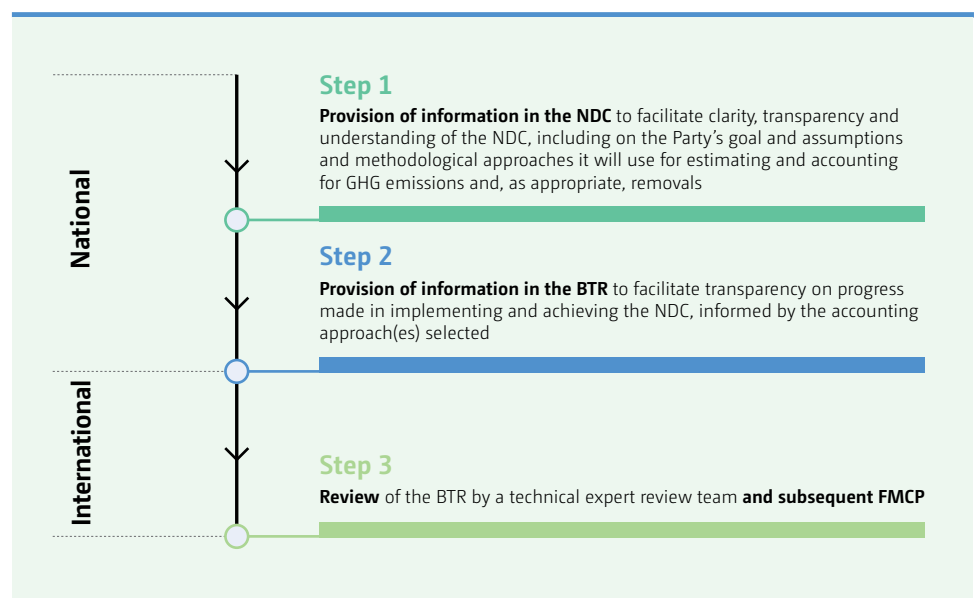 National
Step 1
Provision of information in the NDC to facilitate clarity, transparency and
understanding of the NDC, including on the Party's goal and assumptions
and methodological approaches it will use for estimating and accounting
for GHG emissions and, as appropriate, removals
Step 2
Provision of information in the BTR to facilitate transparency on progress
made in implementing and achieving the NDC, informed by the accounting
approach(es) selected
International
Step 3
Review of the BTR by a technical expert review team and subsequent FMCP